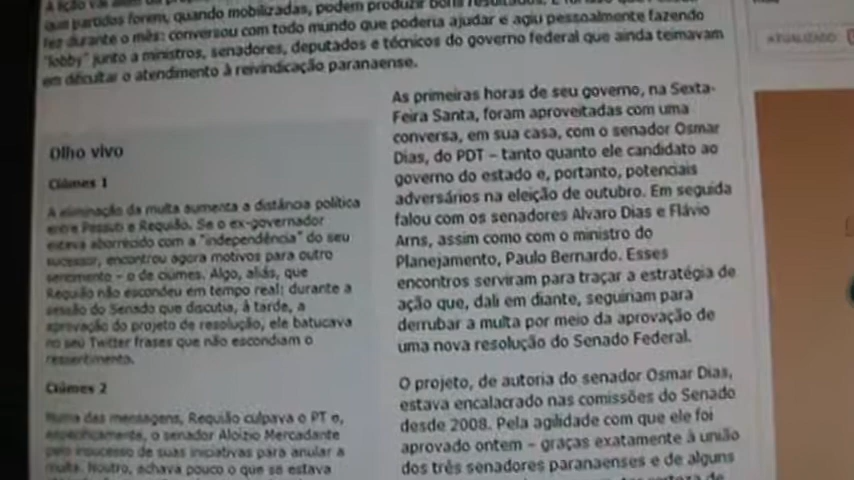 que partidos forem, quando mobilizadas, podem produzir bons resultados.
fez durante o mês: conversou com todo mundo que poderia ajudar e agiu pessoalmente fazendo
"lobby" junto a ministros, senadores, deputados e técnicos do governo federal que ainda teimavam
em dificultar o atendimento à reivindicação paranaense.
ATUALIZADO
Olho vivo
Ciúmes 1
A eliminação da multa aumenta a distância política
entre Pessuti e Requião. Se o ex-governador
estava aborrecido com a "independência" do seu
sucessor, encontrou agora motivos para outro
sentimento – o de ciúmes. Algo, aliás, que
Requião não escondeu em tempo real: durante a
sessão do Senado que discutia, à tarde, a
aprovação do projeto de resolução, ele batucava
no seu Twitter frases que não escondiam o
ressentimento.
Ciúmes 2
Numa das mensagens, Requião culpava o PT e,
especificamente, o senador Aloizio Mercadante
pelo insucesso de suas iniciativas para anular a
multa. Noutro, achava pouco o que se estava
As primeiras horas de seu governo, na Sexta-
Feira Santa, foram aproveitadas com uma
conversa, em sua casa, com o senador Osmar
Dias, do PDT – tanto quanto ele candidato ao
governo do estado e, portanto, potenciais
adversários na eleição de outubro. Em seguida
falou com os senadores Alvaro Dias e Flávio
Arns, assim como com o ministro do
Planejamento, Paulo Bernardo. Esses
encontros serviram para traçar a estratégia de
ação que, dali em diante, seguiriam para
derrubar a multa por meio da aprovação de
uma nova resolução do Senado Federal.
O projeto, de autoria do senador Osmar Dias,
estava encalacrado nas comissões do Senado
desde 2008. Pela agilidade com que ele foi
aprovado ontem – graças exatamente à união
dos três senadores paranaenses e de alguns